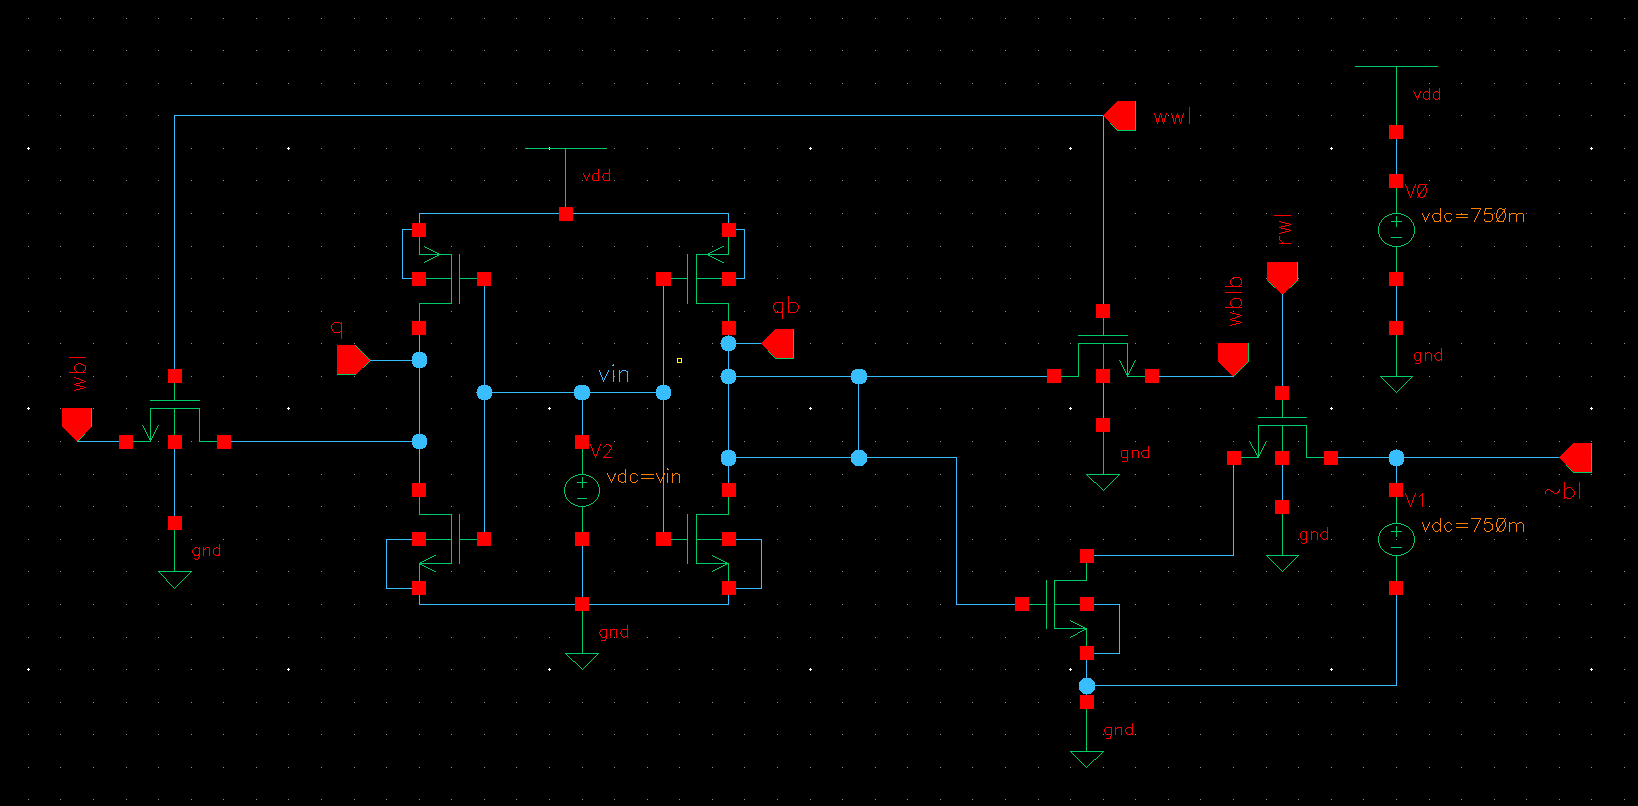 wwl
vdd
vdd
V0
vdc=750m
rwl
wblb
qb
q
wbl
vin
gnd
V2
vdc=vin
gnd
~bl
V1
vdc=750m
gnd
gnd
gnd
gnd